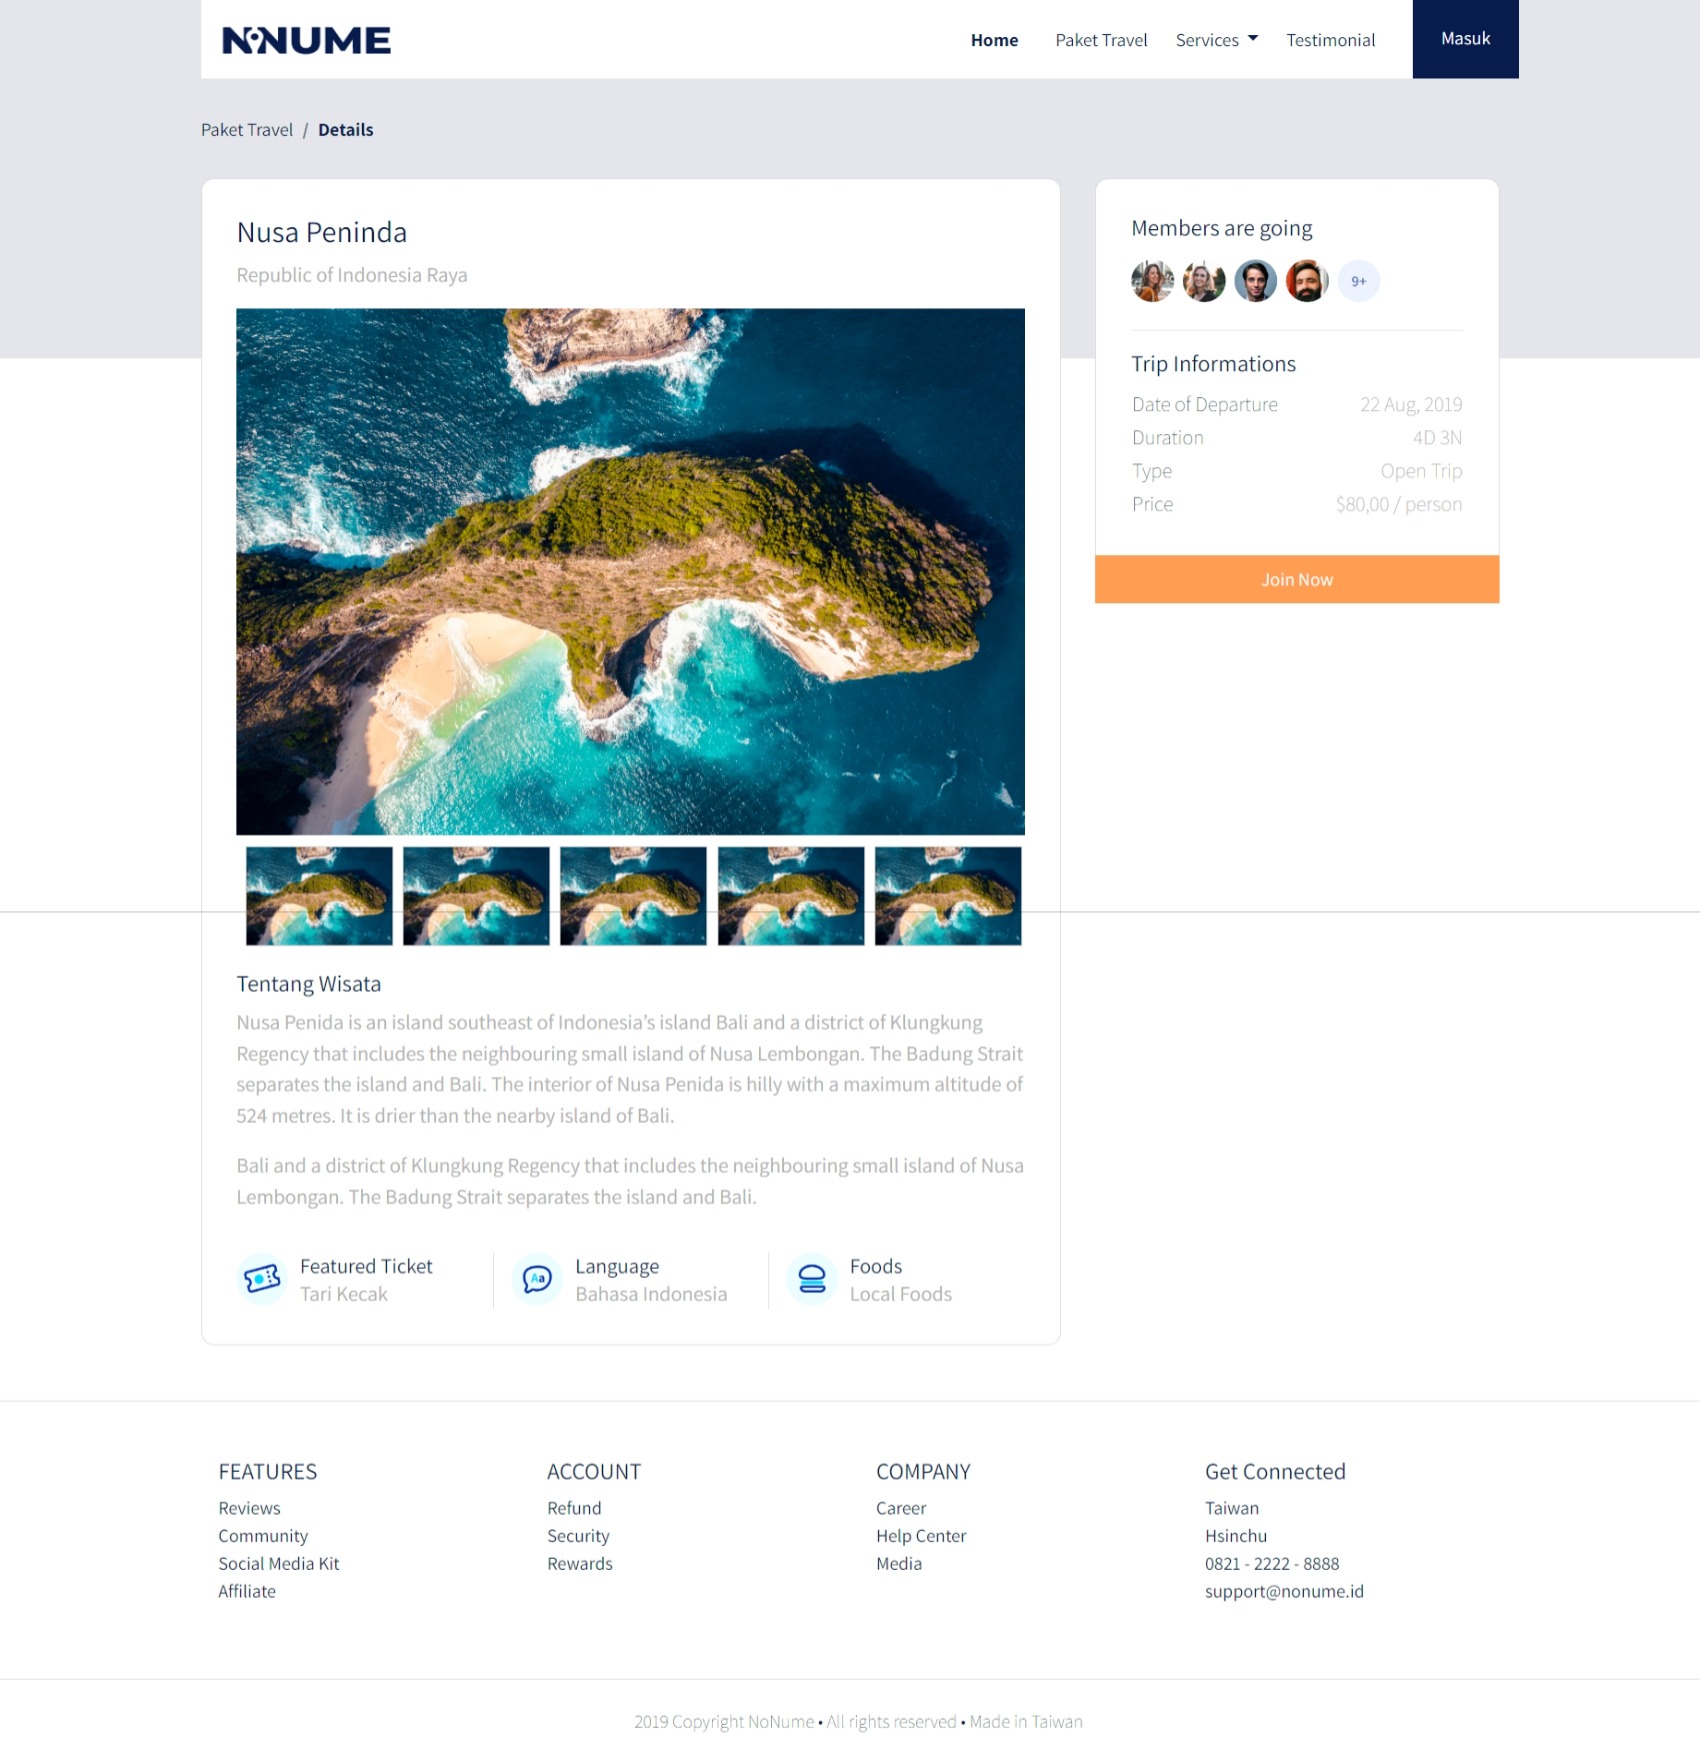 NONUME
Home Paket Travel Services Testimonial Masuk
Paket Travel / Details
Nusa Peninda
Republic of Indonesia Raya
Members are going
9+
Trip Informations
Date of Departure 22 Aug, 2019
Duration 4D 3N
Type Open Trip
Price $80,00 / person
Join Now
Tentang Wisata
Nusa Penida is an island southeast of Indonesia’s island Bali and a district of Klungkung
Regency that includes the neighbouring small island of Nusa Lembongan. The Badung Strait
separates the island and Bali. The interior of Nusa Penida is hilly with a maximum altitude of
524 metres. It is drier than the nearby island of Bali.
Bali and a district of Klungkung Regency that includes the neighbouring small island of Nusa
Lembongan. The Badung Strait separates the island and Bali.
Featured Ticket
Tari Kecak
Aa
Language
Bahasa Indonesia
Foods
Local Foods
FEATURES
Reviews
Community
Social Media Kit
Affiliate
ACCOUNT
Refund
Security
Rewards
COMPANY
Career
Help Center
Media
Get Connected
Taiwan
Hsinchu
0821 - 2222 - 8888
support@nonume.id
2019 Copyright NoNume • All rights reserved • Made in Taiwan